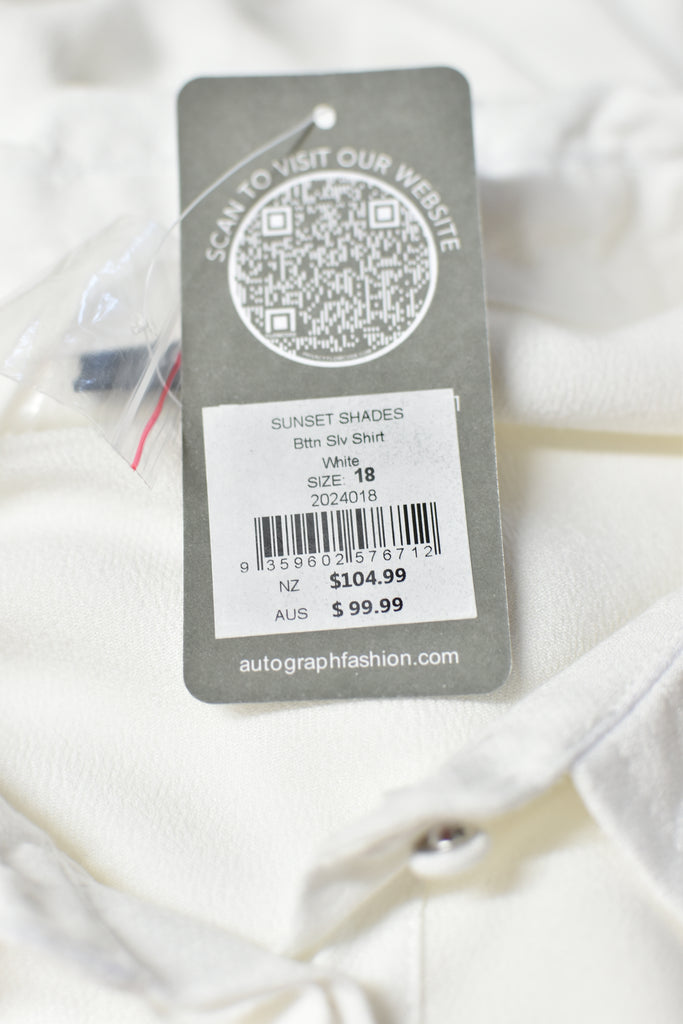 SCAN TO VISIT OUR WEBSITE
SUNSET SHADES
Bttn Slv Shirt
White
SIZE: 18
2024018
9 359602 576712
NZ $104.99
AUS $ 99.99
autographfashion.com